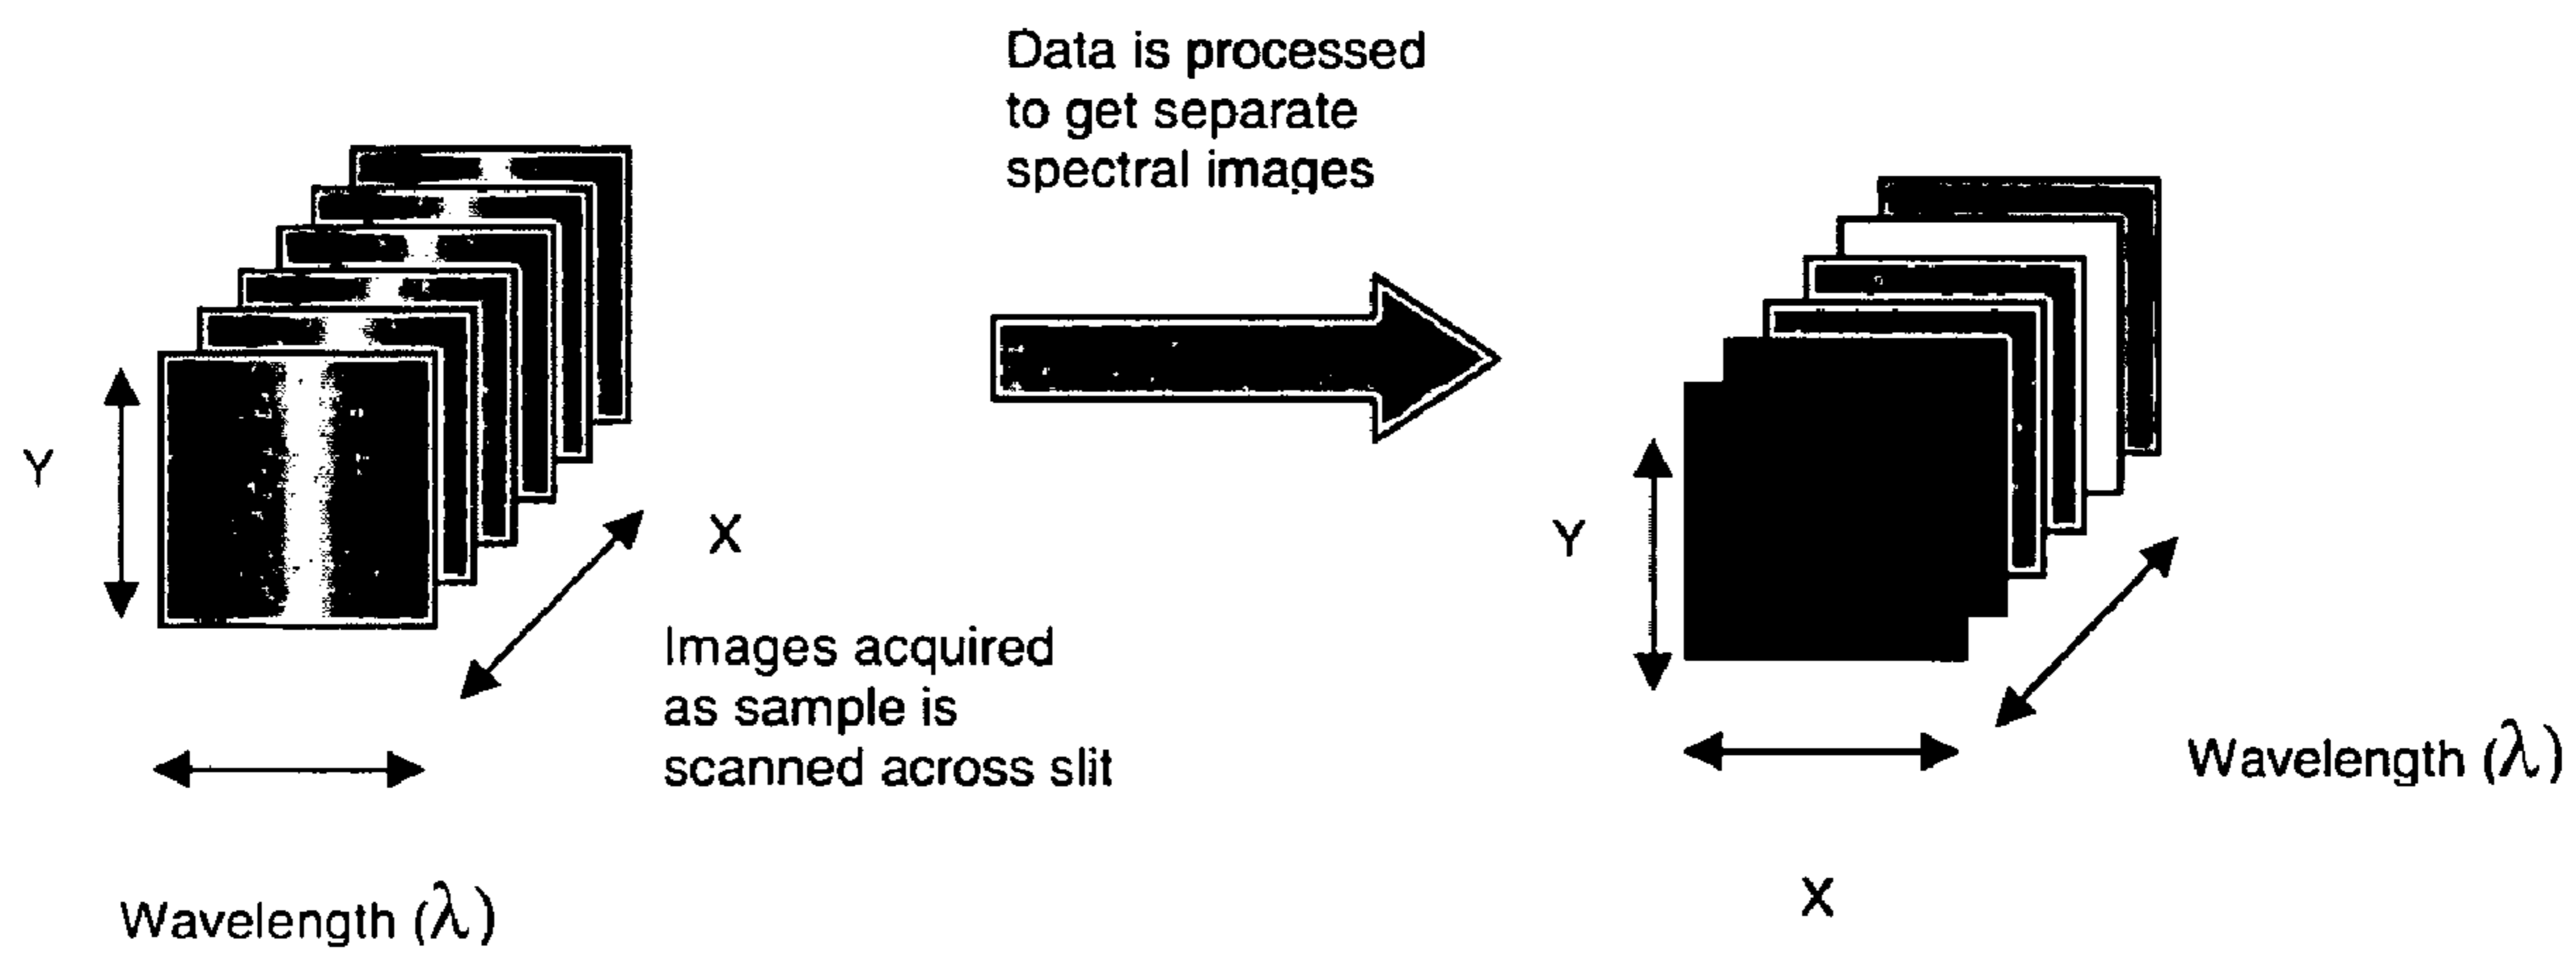 Data is processed
to get separate
spectral images
Y
X
Images acquired
as sample is
scanned across slit
Wavelength (λ)
Y
X
Wavelength (λ)